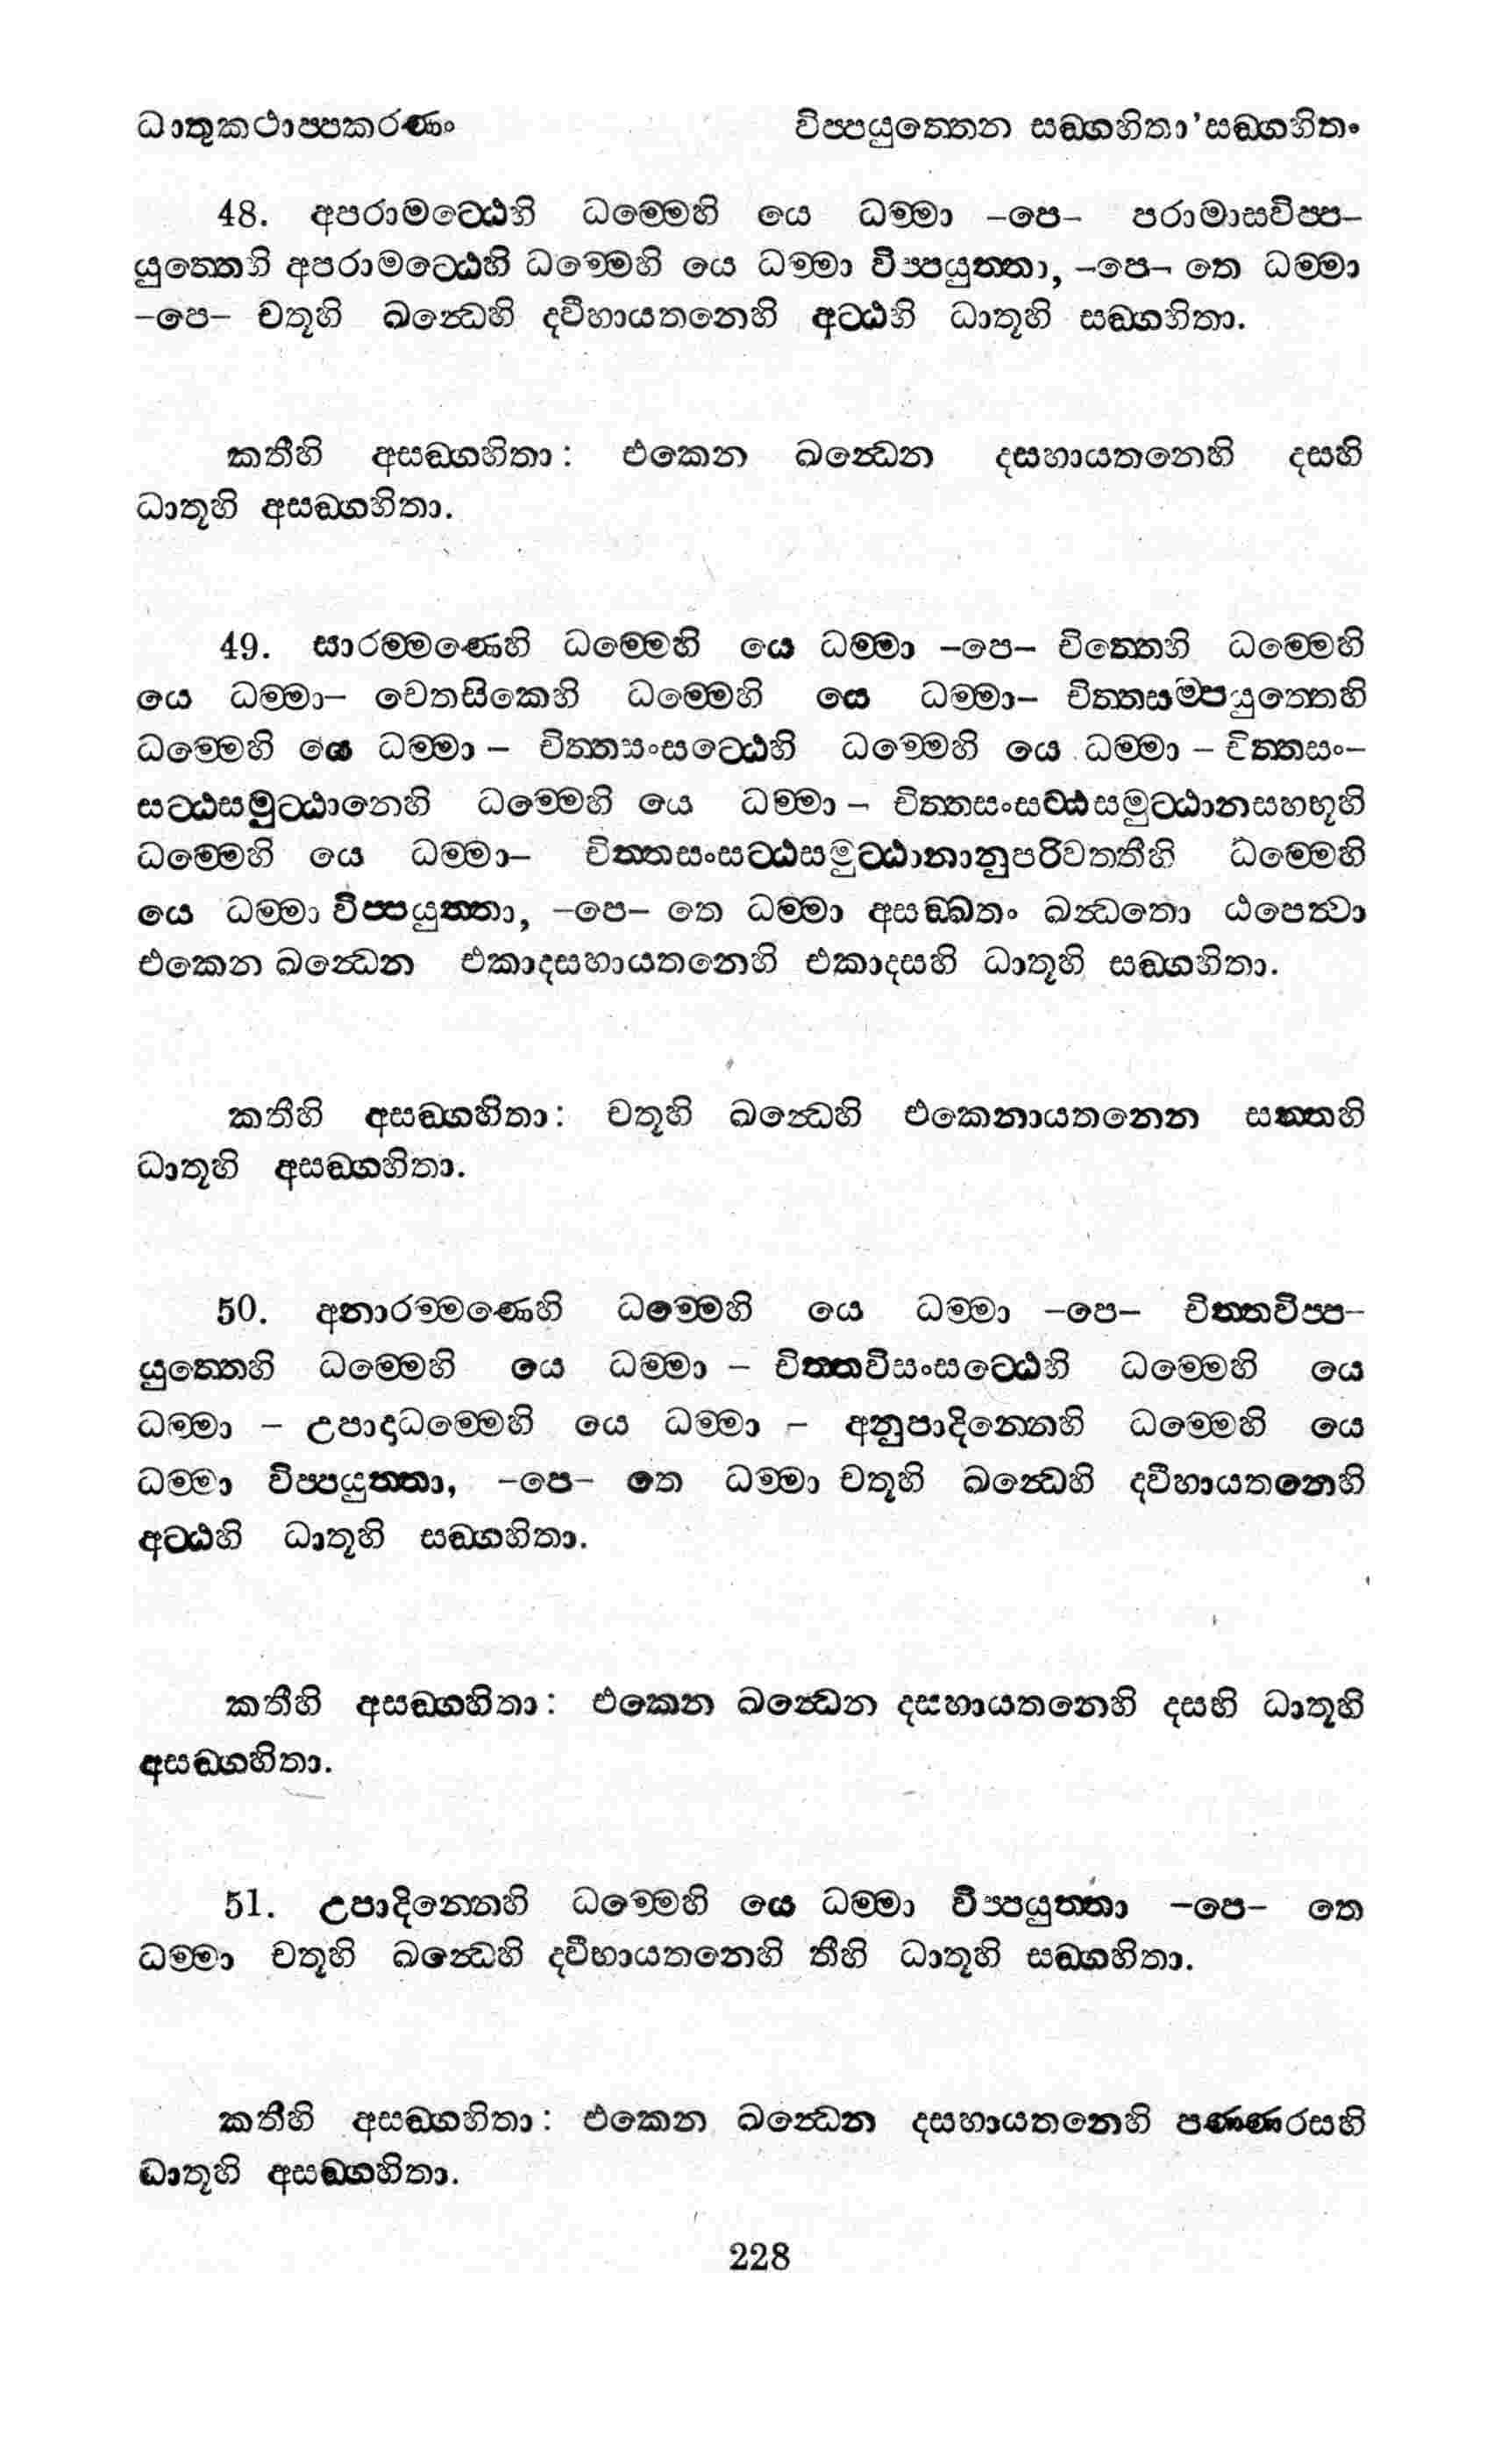 ධාතුකථාප්පකරණං විප්පයුත්තෙන සඞ්ගහිතා'සඞ්ගහිතං
48. අපරාමට්ඨෙහි ධම්මෙහි යෙ ධම්මා –පෙ– පරාමාසවිප්ප–
යුත්තෙහි අපරාමට්ඨෙහි ධම්මෙහි යෙ ධම්මා විප්පයුත්තා, –පෙ– තෙ ධම්මා
–පෙ– චතූහි ඛන්ධෙහි ද්වීහායතනෙහි අට්ඨහි ධාතූහි සඞ්ගහිතා.
කතීහි අසඞ්ගහිතා: එකෙන ඛන්ධෙන දසහායතනෙහි දසහි
ධාතූහි අසඞ්ගහිතා.
49. සාරම්මණෙහි ධම්මෙහි යෙ ධම්මා –පෙ– චිත්තෙහි ධම්මෙහි
යෙ ධම්මා– චෙතසිකෙහි ධම්මෙහි යෙ ධම්මා– චිත්තසම්පයුත්තෙහි
ධම්මෙහි යෙ ධම්මා – චිත්තසංසට්ඨෙහි ධම්මෙහි යෙ ධම්මා – චිත්තසං–
සට්ඨසමුට්ඨානෙහි ධම්මෙහි යෙ ධම්මා – චිත්තසංසට්ඨසමුට්ඨානසහභූහි
ධම්මෙහි යෙ ධම්මා– චිත්තසංසට්ඨසමුට්ඨානානුපරිවත්තීහි ධම්මෙහි
යෙ ධම්මා විප්පයුත්තා, –පෙ– තෙ ධම්මා අසඞ්ඛතං ඛන්ධතො ඨපෙත්වා
එකෙන ඛන්ධෙන එකාදසහායතනෙහි එකාදසහි ධාතූහි සඞ්ගහිතා.
කතීහි අසඞ්ගහිතා: චතූහි ඛන්ධෙහි එකෙනායතනෙන සත්තහි
ධාතූහි අසඞ්ගහිතා.
50. අනාරම්මණෙහි ධම්මෙහි යෙ ධම්මා –පෙ– චිත්තවිප්ප–
යුත්තෙහි ධම්මෙහි යෙ ධම්මා – චිත්තවිසංසට්ඨෙහි ධම්මෙහි යෙ
ධම්මා – උපාදාධම්මෙහි යෙ ධම්මා – අනුපාදින්නෙහි ධම්මෙහි යෙ
ධම්මා විප්පයුත්තා, –පෙ– තෙ ධම්මා චතූහි ඛන්ධෙහි ද්වීහායතනෙහි
අට්ඨහි ධාතූහි සඞ්ගහිතා.
කතීහි අසඞ්ගහිතා: එකෙන ඛන්ධෙන දසහායතනෙහි දසහි ධාතූහි
අසඞ්ගහිතා.
51. උපාදින්නෙහි ධම්මෙහි යෙ ධම්මා විප්පයුත්තා –පෙ– තෙ
ධම්මා චතූහි ඛන්ධෙහි ද්වීහායතනෙහි තීහි ධාතූහි සඞ්ගහිතා.
කතීහි අසඞ්ගහිතා: එකෙන ඛන්ධෙන දසහායතනෙහි පණ්ණරසහි
ධාතූහි අසඞ්ගහිතා.
228